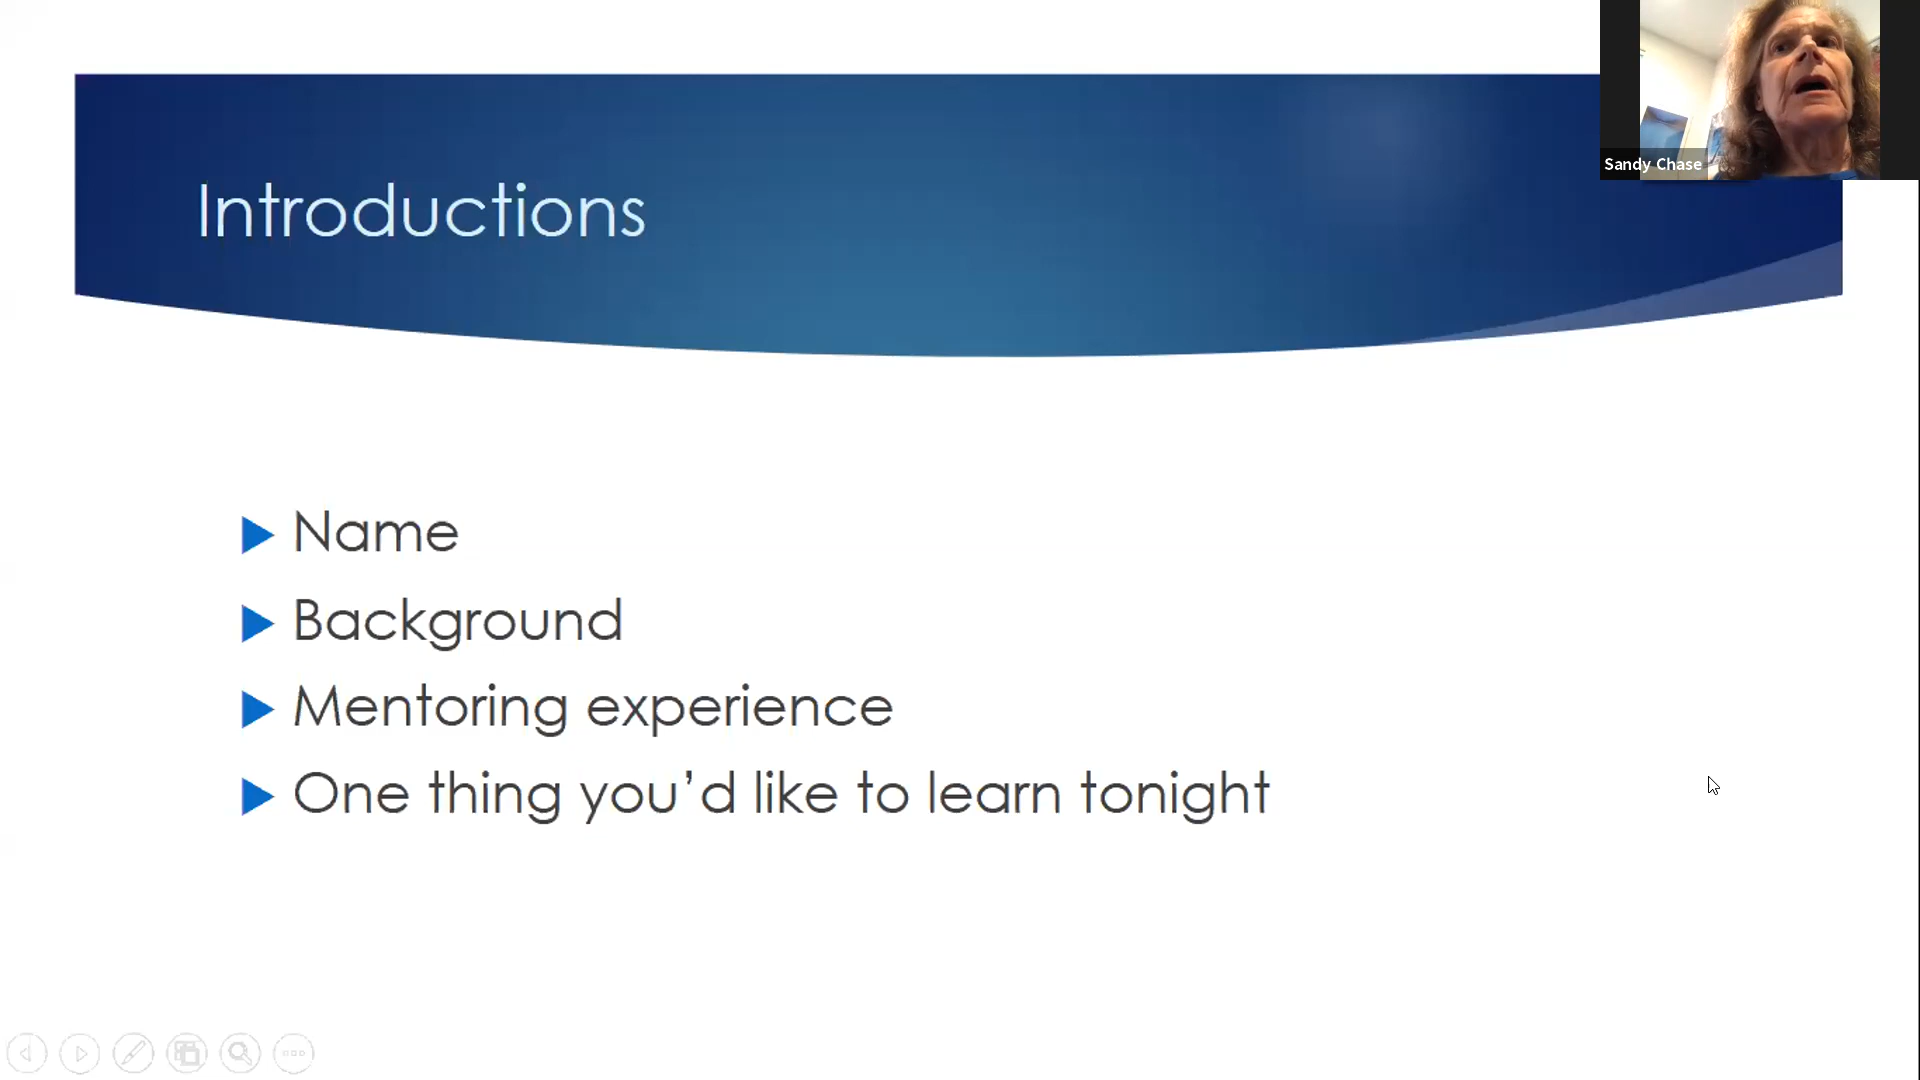 Sandy Chase
Introductions
Name
Background
Mentoring experience
One thing you’d like to learn tonight